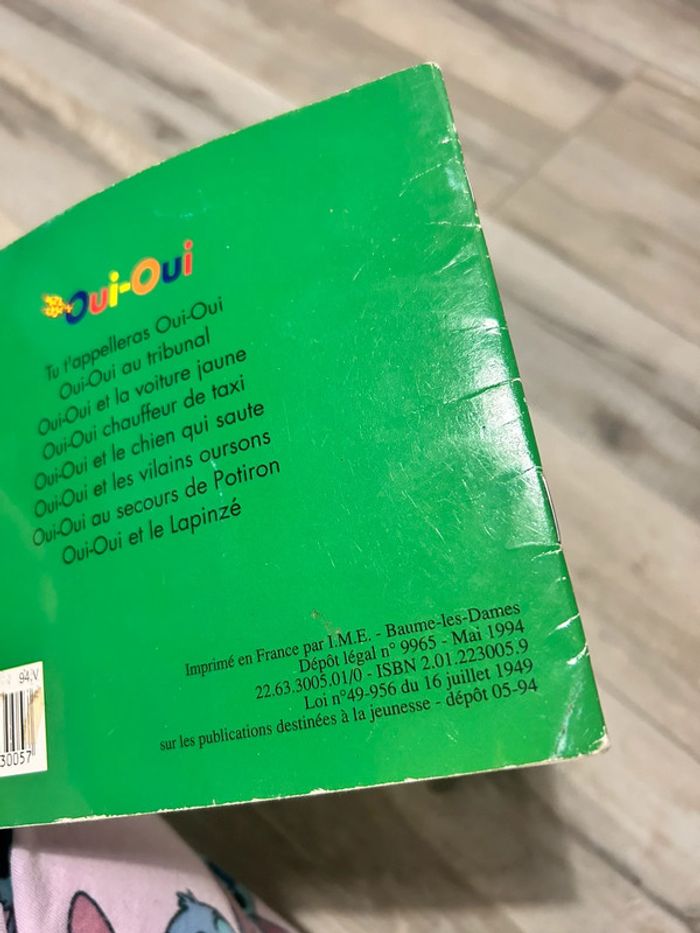 Oui-Oui
Tu t'appelleras Oui-Oui
Oui-Oui au tribunal
Oui-Oui et la voiture jaune
Oui-Oui chauffeur de taxi
Oui-Oui et le chien qui saute
Oui-Oui et les vilains oursons
Oui-Oui au secours de Potiron
Oui-Oui et le Lapinzé
Imprimé en France par I.M.E. - Baume-les-Dames
Dépôt légal n° 9965 - Mai 1994
22.63.3005.01/0 - ISBN 2.01.223005.9
Loi n°49-956 du 16 juillet 1949
sur les publications destinées à la jeunesse - dépôt 05-94
94.V
30057